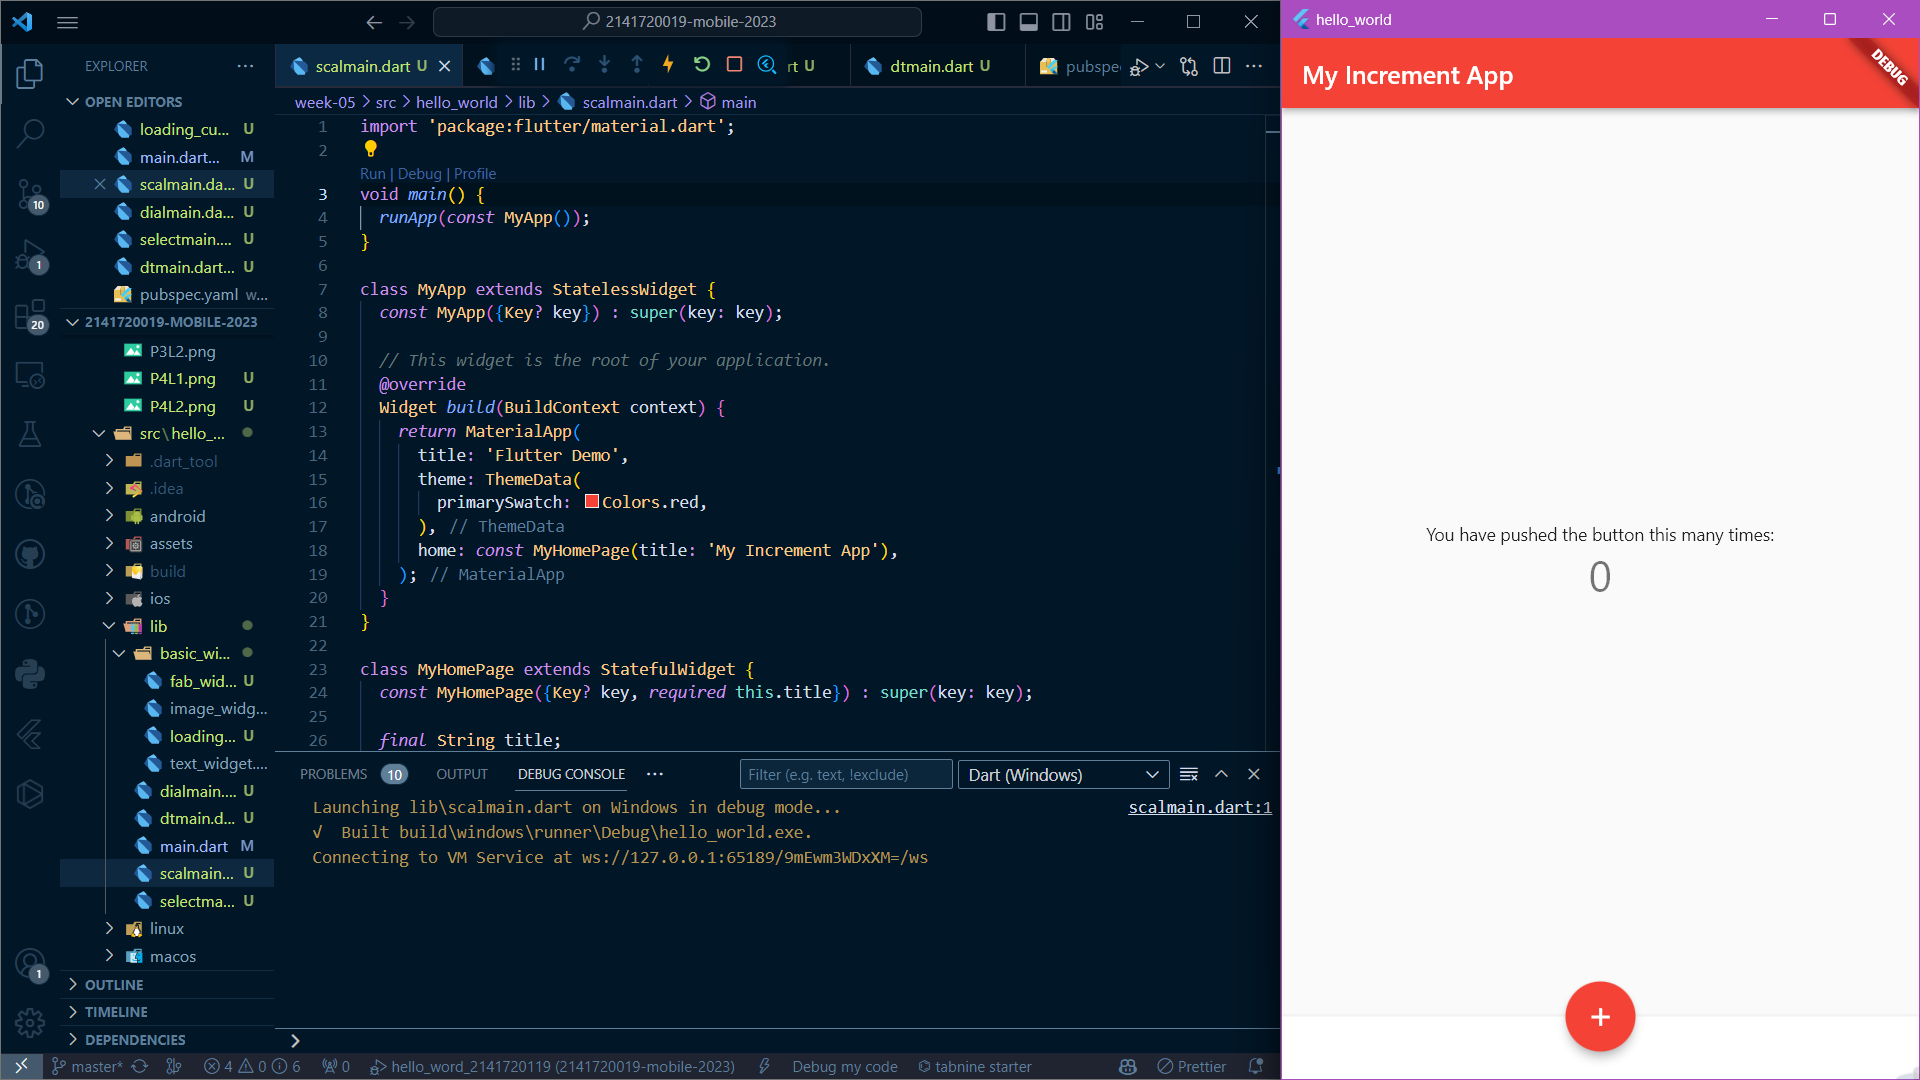 2141720019-mobile-2023
EXPLORER
OPEN EDITORS
loading_cu... U
main.dart... M
scalmain.da... U
dialmain.da... U
selectmain.... U
dtmain.dart... U
pubspec.yaml w...
2141720019-MOBILE-2023
P3L2.png
P4L1.png U
P4L2.png U
src\hello_...
.dart_tool
.idea
android
assets
build
ios
lib
basic_wi...
fab_wid... U
image_widg...
loading... U
text_widget....
dialmain.... U
dtmain.d... U
main.dart M
scalmain... U
selectma... U
linux
macos
OUTLINE
TIMELINE
DEPENDENCIES
10
1
20
1
scalmain.dart U
rt U
dtmain.dart U
pubspe
week-05 > src > hello_world > lib > scalmain.dart > main
1 import 'package:flutter/material.dart';
2
Run | Debug | Profile
3 void main() {
4 runApp(const MyApp());
5 }
6
7 class MyApp extends StatelessWidget {
8 const MyApp({Key? key}) : super(key: key);
9
10 // This widget is the root of your application.
11 @override
12 Widget build(BuildContext context) {
13 return MaterialApp(
14 title: 'Flutter Demo',
15 theme: ThemeData(
16 primarySwatch: Colors.red,
17 ), // ThemeData
18 home: const MyHomePage(title: 'My Increment App'),
19 ); // MaterialApp
20 }
21 }
22
23 class MyHomePage extends StatefulWidget {
24 const MyHomePage({Key? key, required this.title}) : super(key: key);
25
26 final String title;
PROBLEMS 10 OUTPUT DEBUG CONSOLE
Filter (e.g. text, !exclude)
Dart (Windows)
Launching lib\scalmain.dart on Windows in debug mode... scalmain.dart:1
√ Built build\windows\runner\Debug\hello_world.exe.
Connecting to VM Service at ws://127.0.0.1:65189/9mEwm3WDxXM=/ws
master* 4 0 6 0 hello_word_2141720119 (2141720019-mobile-2023) Debug my code tabnine starter Prettier
hello_world
My Increment App
DEBUG
You have pushed the button this many times:
0
+